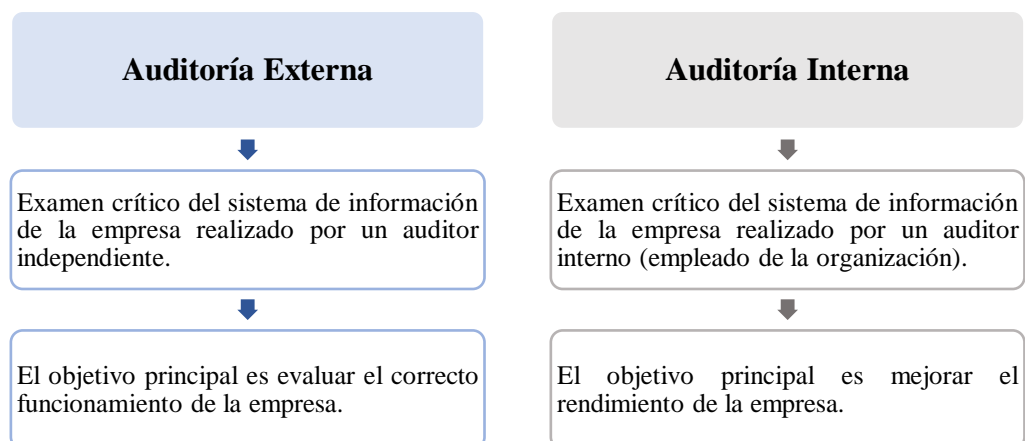 Auditoría Externa
Examen crítico del sistema de información
de la empresa realizado por un auditor
independiente.
El objetivo principal es evaluar el correcto
funcionamiento de la empresa.
Auditoría Interna
Examen crítico del sistema de información
de la empresa realizado por un auditor
interno (empleado de la organización).
El objetivo principal es mejorar el
rendimiento de la empresa.